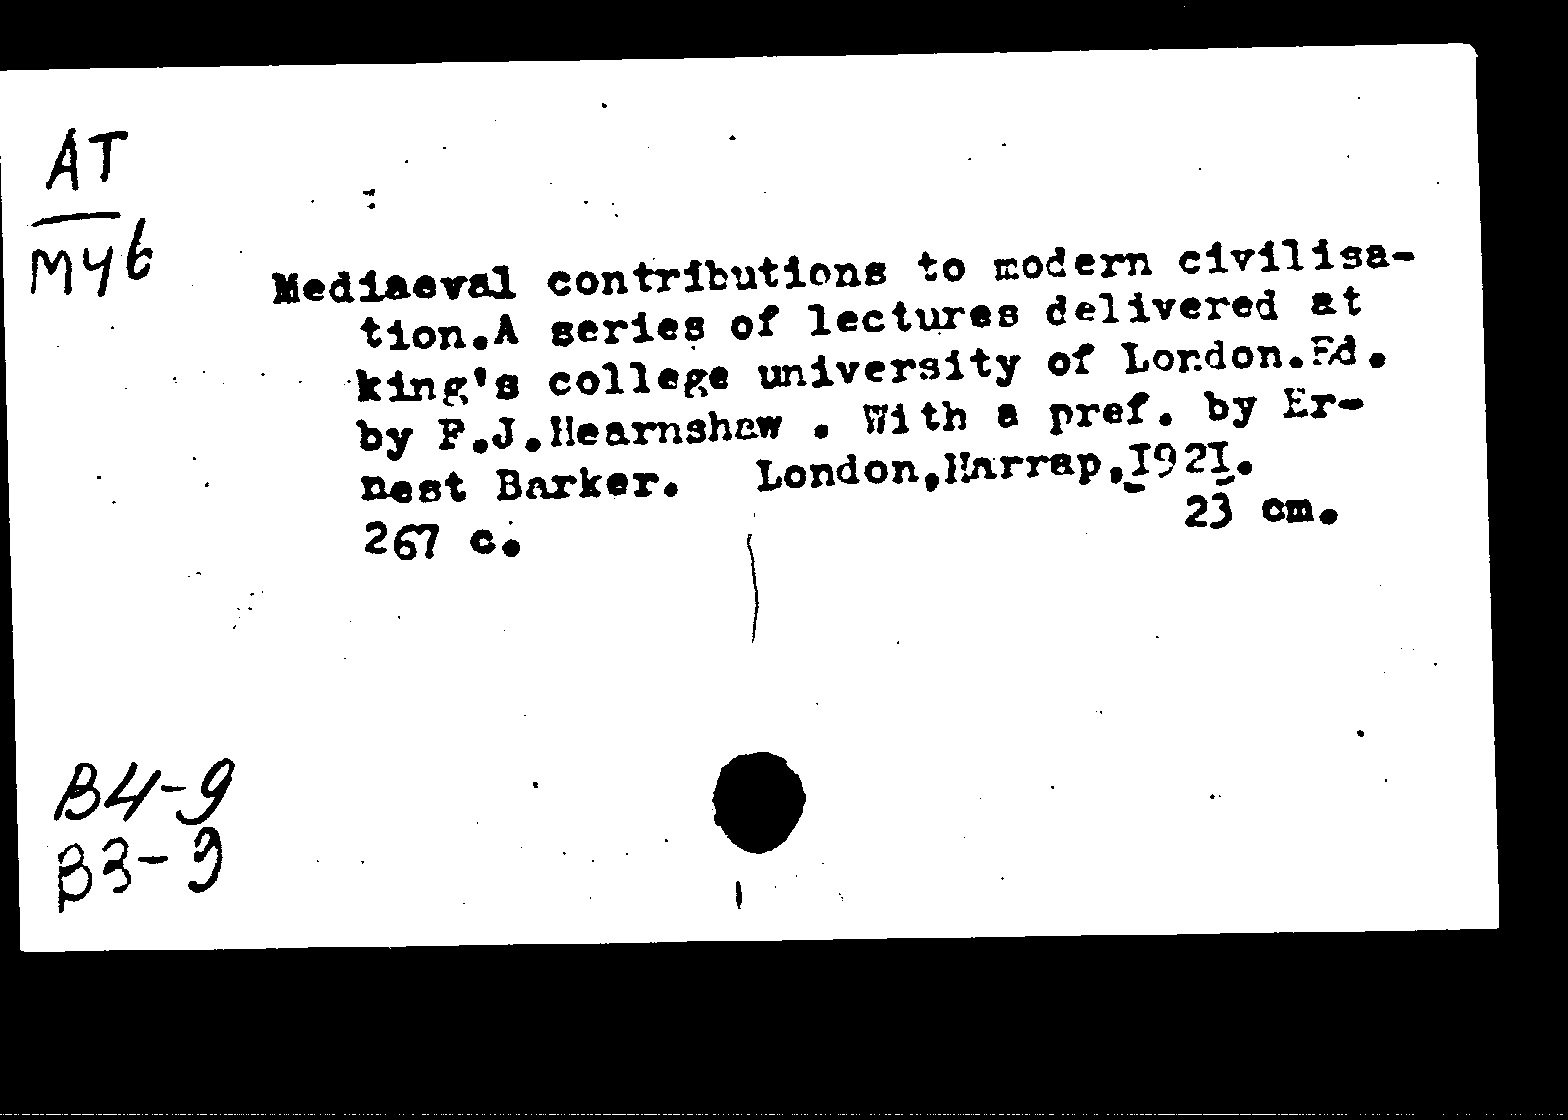 AT
M46
Mediaeval contributions to modern civilisa-
tion.A series of lectures delivered at
king's college university of London.Ed.
by F.J.Hearnshaw . With a pref. by Er-
nest Barker. London,Harrap,I92I.
267 c. 23 cm.
B4-9
B3-9